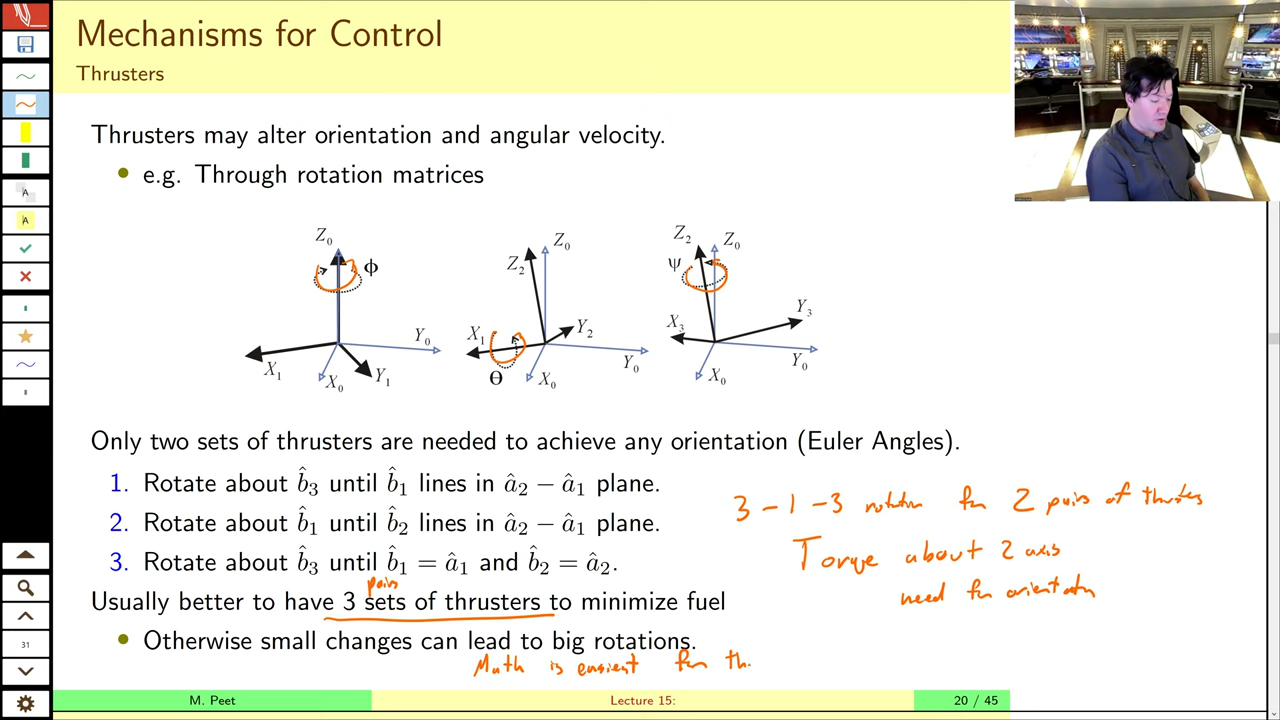 Mechanisms for Control
Thrusters
Thrusters may alter orientation and angular velocity.
• e.g. Through rotation matrices
Z0 ϕ Y0 X1 X0 Y1
Z0 Z2 X1 Y2 Y0 θ X0
Z2 Z0 ψ Y3 X3 Y0 X0
Only two sets of thrusters are needed to achieve any orientation (Euler Angles).
1. Rotate about b̂3 until b̂1 lines in â2 − â1 plane.
2. Rotate about b̂1 until b̂2 lines in â2 − â1 plane.
3. Rotate about b̂3 until b̂1 = â1 and b̂2 = â2.
3 - 1 - 3 rotation for 2 pairs of thrusters
Torque about 2 axis
need for orientation
pairs
Usually better to have 3 sets of thrusters to minimize fuel
• Otherwise small changes can lead to big rotations.
Math is easiest for th
M. Peet
Lecture 15:
20 / 45
A
A
31